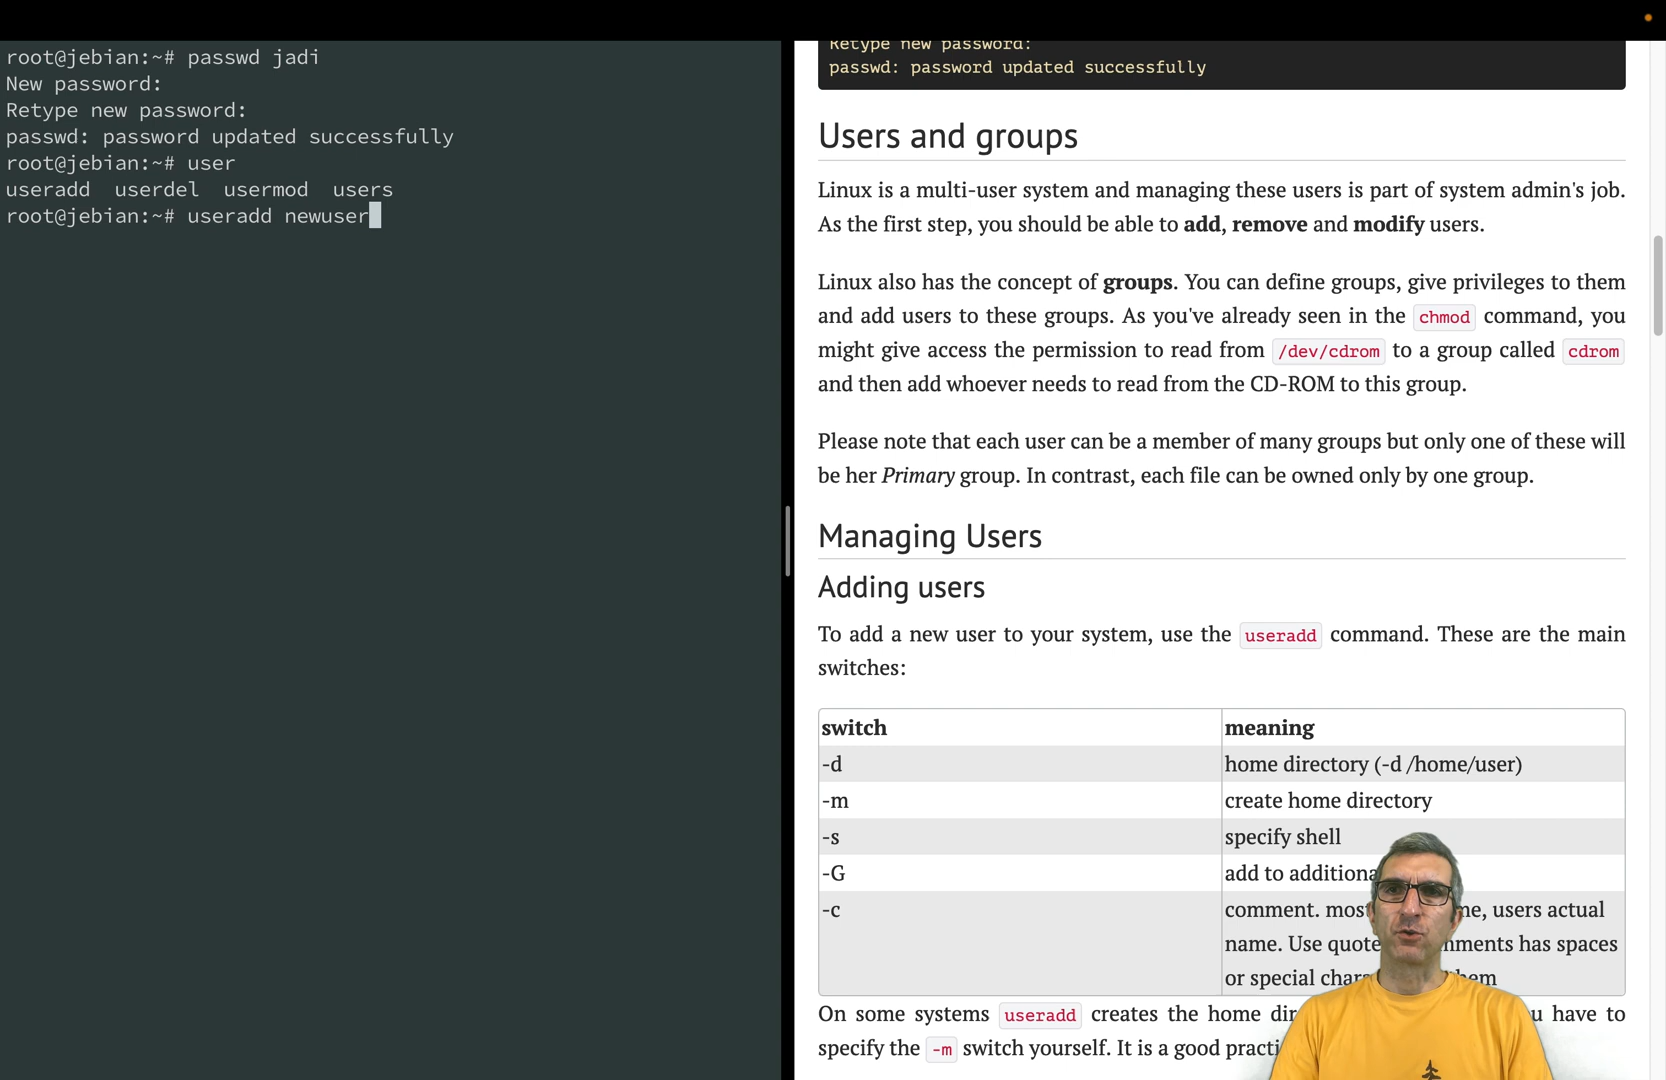 root@jebian:~# passwd jadi
New password:
Retype new password:
passwd: password updated successfully
root@jebian:~# user
useradd  userdel  usermod  users
root@jebian:~# useradd newuser
Retype new password:
passwd: password updated successfully
Users and groups
Linux is a multi-user system and managing these users is part of system admin's job.
As the first step, you should be able to add, remove and modify users.
Linux also has the concept of groups. You can define groups, give privileges to them
and add users to these groups. As you've already seen in the chmod command, you
might give access the permission to read from /dev/cdrom to a group called cdrom
and then add whoever needs to read from the CD-ROM to this group.
Please note that each user can be a member of many groups but only one of these will
be her Primary group. In contrast, each file can be owned only by one group.
Managing Users
Adding users
To add a new user to your system, use the useradd command. These are the main
switches:
switch meaning
-d home directory (-d /home/user)
-m create home directory
-s specify shell
-G add to
-c comment. users actual
name. Use has spaces
or special
On some systems useradd creates the home have to
specify the -m switch yourself. It is a good